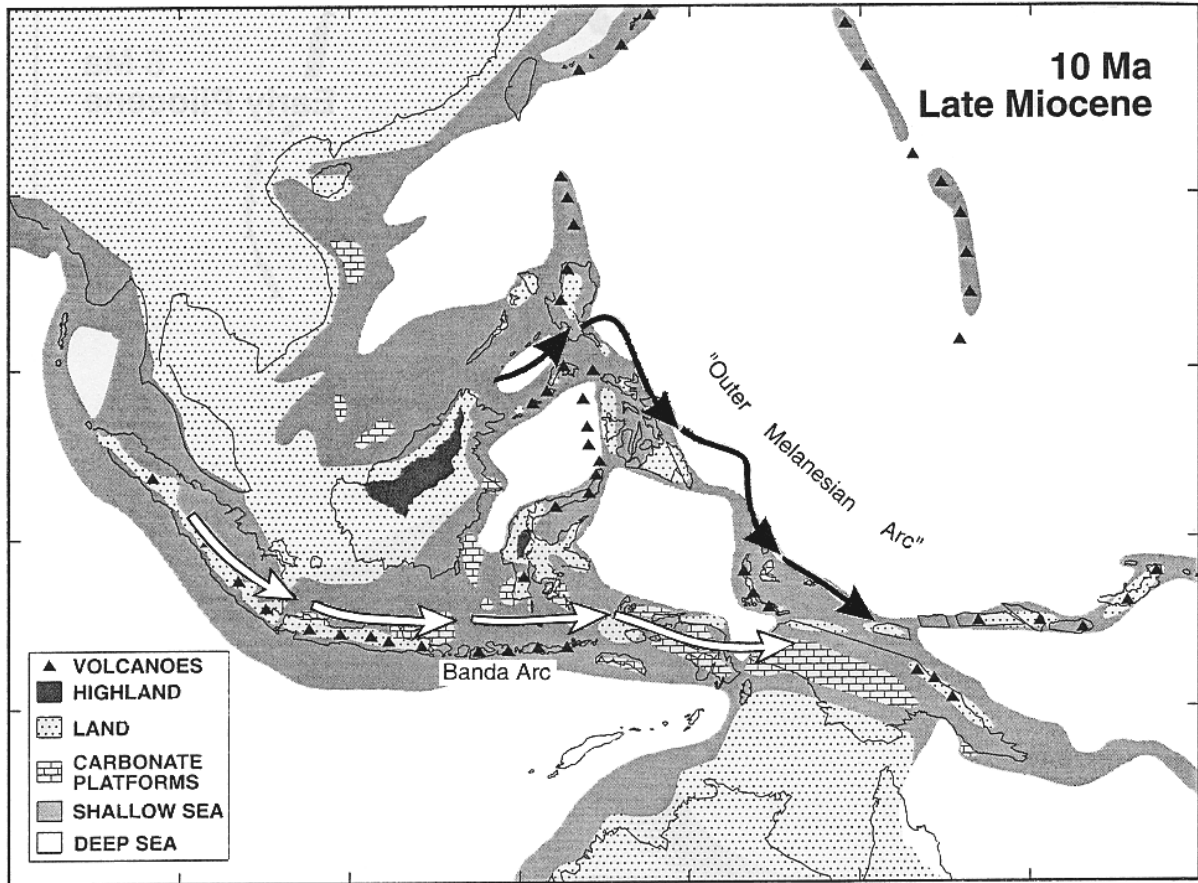 10 Ma
Late Miocene
"Outer Melanesian Arc"
Banda Arc
VOLCANOES
HIGHLAND
LAND
CARBONATE
PLATFORMS
SHALLOW SEA
DEEP SEA